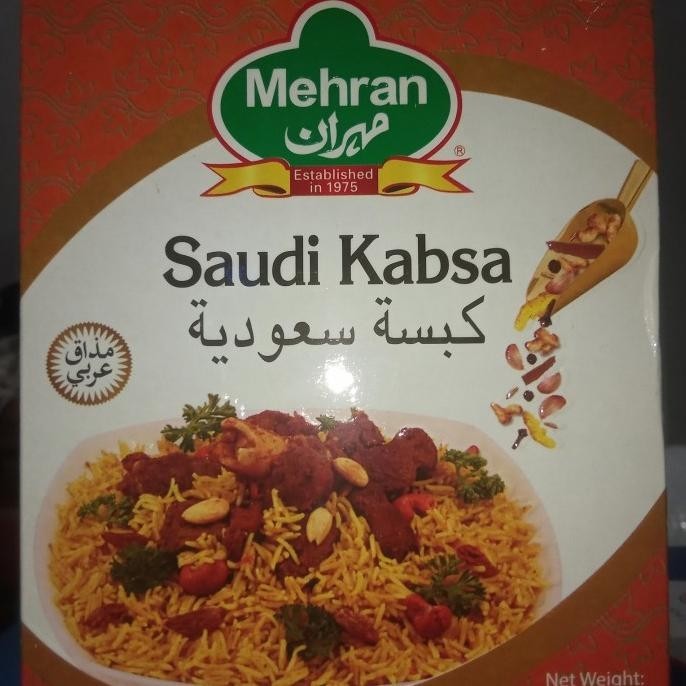 Mehran
مهران
®
Established
in 1975
Saudi Kabsa
كبسة سعودية
مذاق
عربي
Net Weight: